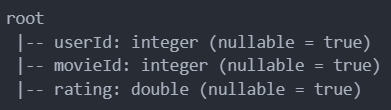 root
 |-- userId: integer (nullable = true)
 |-- movieId: integer (nullable = true)
 |-- rating: double (nullable = true)